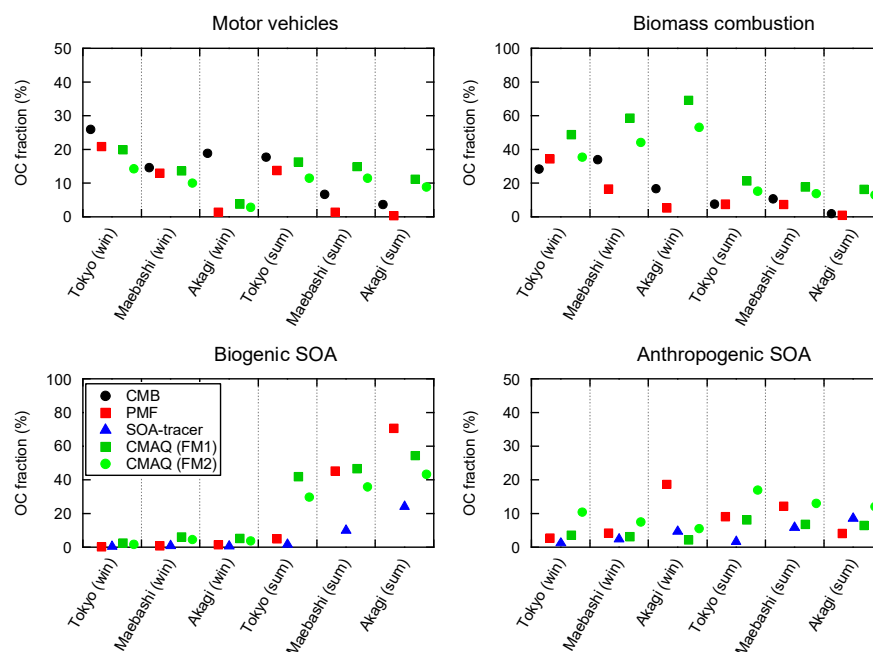 Motor vehicles
OC fraction (%)
50
40
30
20
10
0
Tokyo (win)
Maebashi (win)
Akagi (win)
Tokyo (sum)
Maebashi (sum)
Akagi (sum)
Biomass combustion
OC fraction (%)
100
80
60
40
20
0
Tokyo (win)
Maebashi (win)
Akagi (win)
Tokyo (sum)
Maebashi (sum)
Akagi (sum)
Biogenic SOA
OC fraction (%)
100
80
60
40
20
0
CMB
PMF
SOA-tracer
CMAQ (FM1)
CMAQ (FM2)
Tokyo (win)
Maebashi (win)
Akagi (win)
Tokyo (sum)
Maebashi (sum)
Akagi (sum)
Anthropogenic SOA
OC fraction (%)
50
40
30
20
10
0
Tokyo (win)
Maebashi (win)
Akagi (win)
Tokyo (sum)
Maebashi (sum)
Akagi (sum)